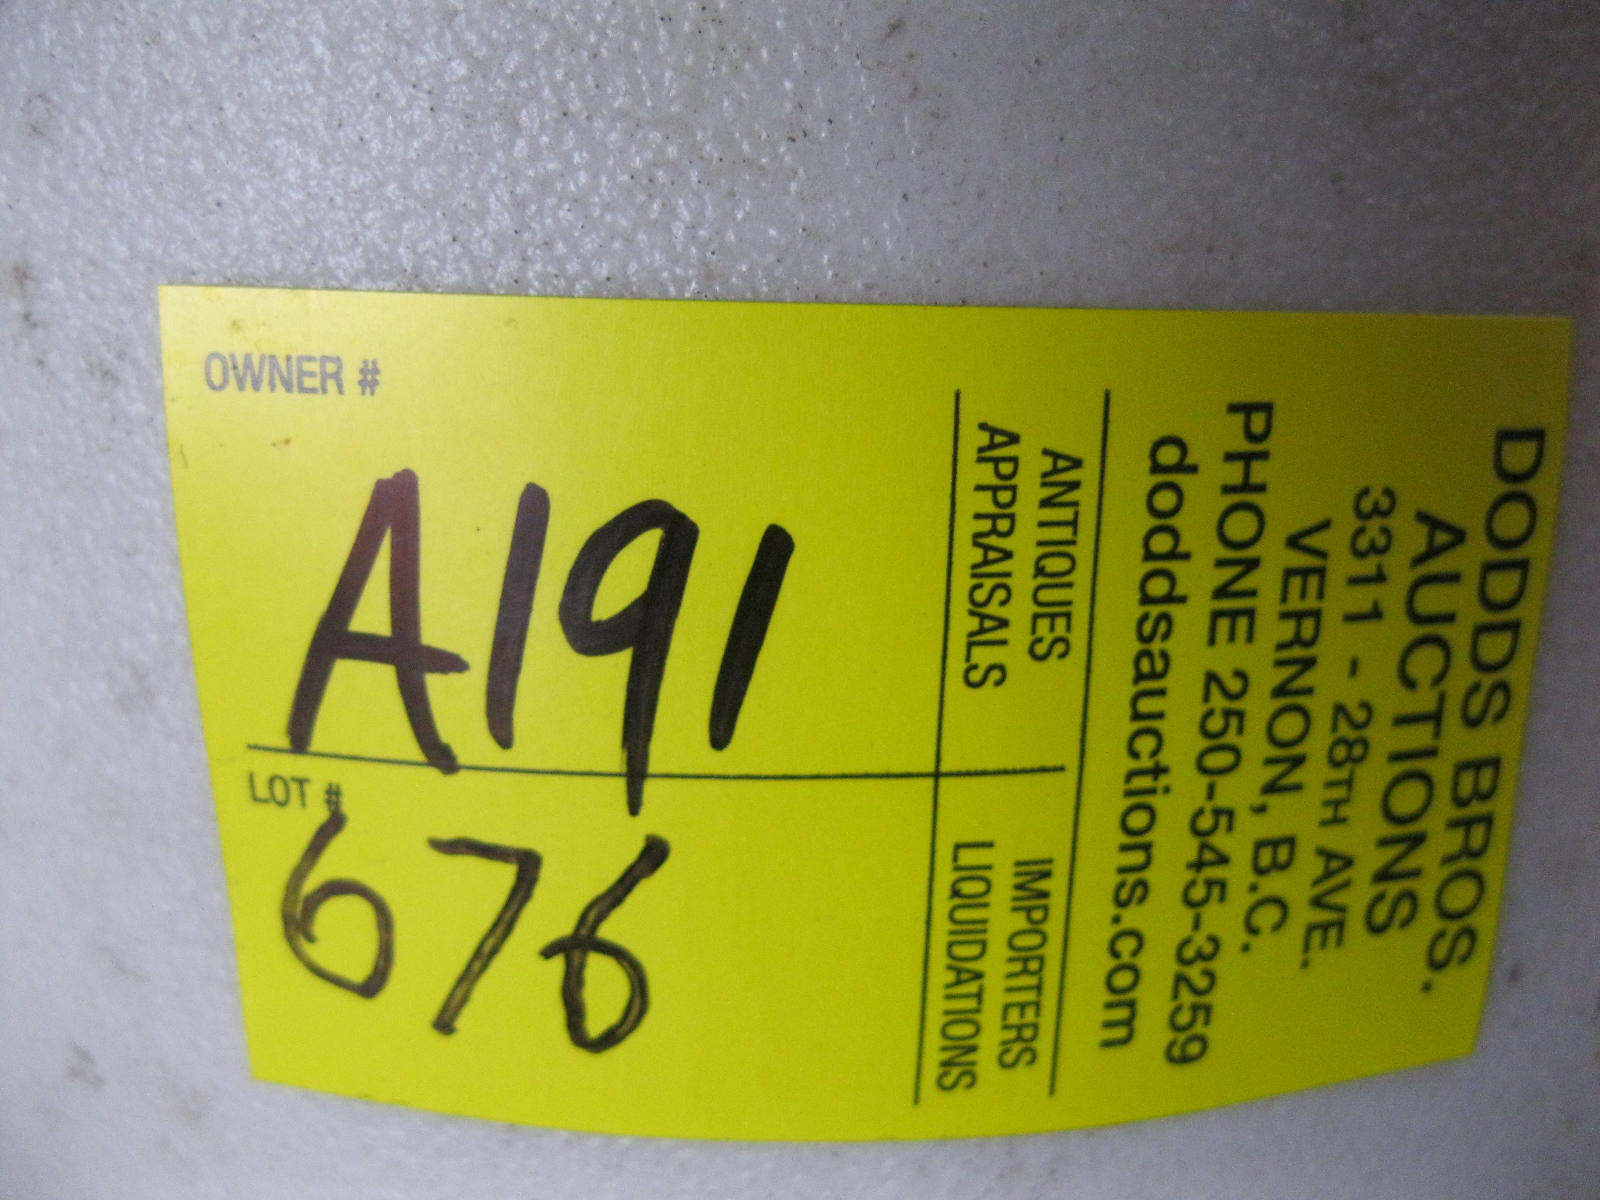 OWNER #
A191
LOT #
676
DODDS BROS.
AUCTIONS
3311 - 28TH AVE.
VERNON, B.C.
PHONE 250-545-3259
doddsauctions.com
ANTIQUES
APPRAISALS
IMPORTERS
LIQUIDATIONS